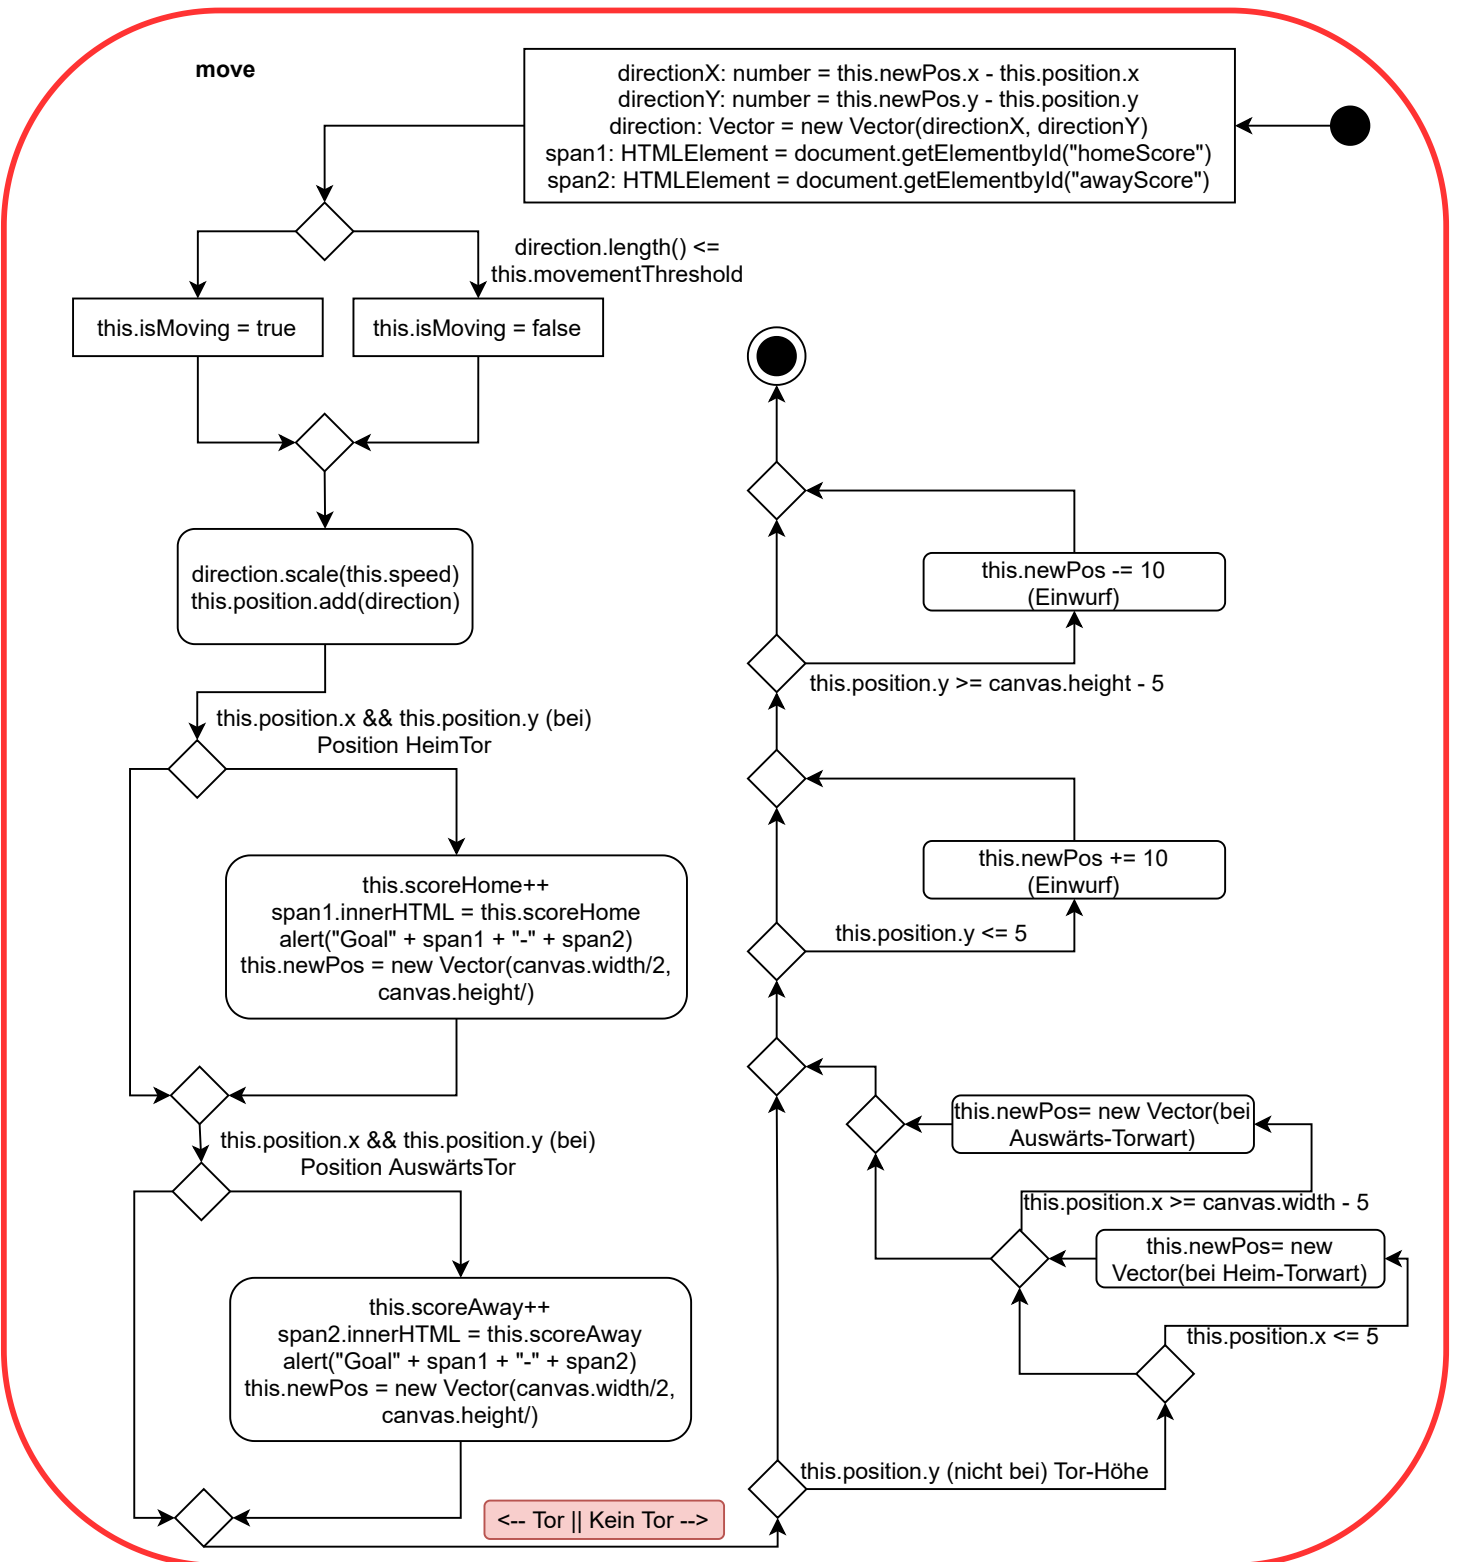 move
directionX: number = this.newPos.x - this.position.x
directionY: number = this.newPos.y - this.position.y
direction: Vector = new Vector(directionX, directionY)
span1: HTMLElement = document.getElementbyId("homeScore")
span2: HTMLElement = document.getElementbyId("awayScore")
direction.length() <=
this.movementThreshold
this.isMoving = true
this.isMoving = false
direction.scale(this.speed)
this.position.add(direction)
this.position.x && this.position.y (bei)
Position HeimTor
this.scoreHome++
span1.innerHTML = this.scoreHome
alert("Goal" + span1 + "-" + span2)
this.newPos = new Vector(canvas.width/2,
canvas.height/)
this.position.x && this.position.y (bei)
Position AuswärtsTor
this.scoreAway++
span2.innerHTML = this.scoreAway
alert("Goal" + span1 + "-" + span2)
this.newPos = new Vector(canvas.width/2,
canvas.height/)
<-- Tor || Kein Tor -->
this.position.y (nicht bei) Tor-Höhe
this.position.x <= 5
this.newPos= new
Vector(bei Heim-Torwart)
this.position.x >= canvas.width - 5
this.newPos= new Vector(bei
Auswärts-Torwart)
this.position.y <= 5
this.newPos += 10
(Einwurf)
this.position.y >= canvas.height - 5
this.newPos -= 10
(Einwurf)